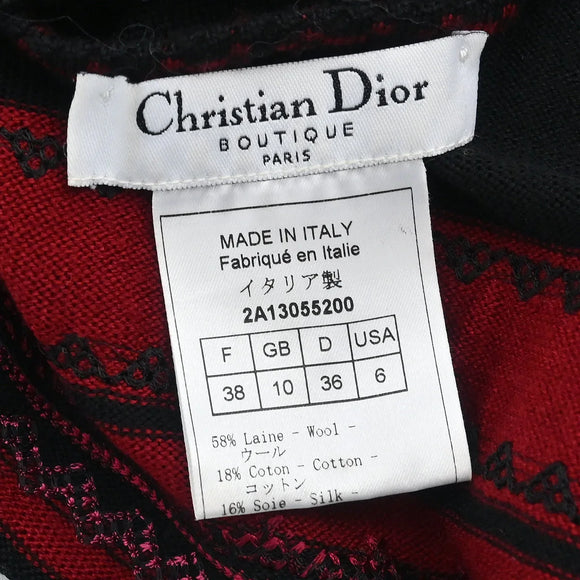 Christian Dior
BOUTIQUE
PARIS
MADE IN ITALY
Fabriqué en Italie
イタリア製
2A13055200
F GB D USA
38 10 36 6
58% Laine - Wool -
ウール
18% Coton - Cotton -
コットン
16% Soie - Silk -